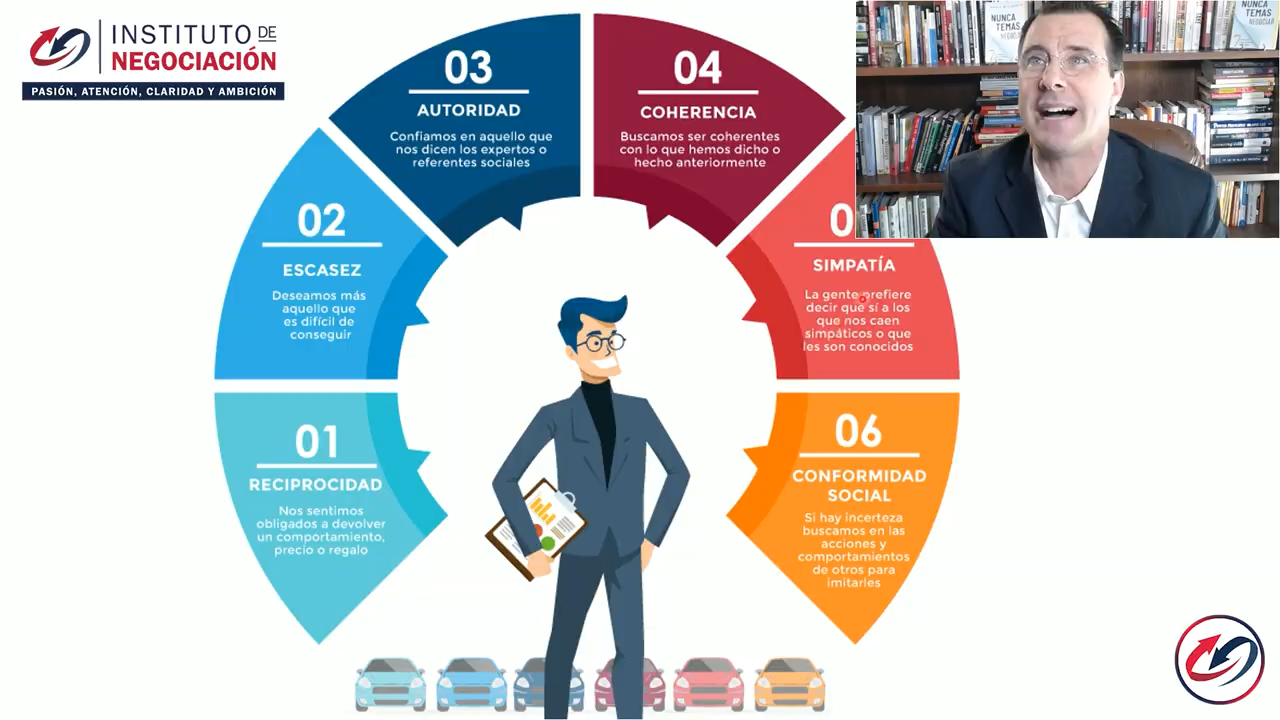 INSTITUTO DE
NEGOCIACIÓN
PASIÓN, ATENCIÓN, CLARIDAD Y AMBICIÓN
01
RECIPROCIDAD
Nos sentimos
obligados a devolver
un comportamiento,
precio o regalo
02
ESCASEZ
Deseamos más
aquello que
es difícil de
conseguir
03
AUTORIDAD
Confiamos en aquello que
nos dicen los expertos o
referentes sociales
04
COHERENCIA
Buscamos ser coherentes
con lo que hemos dicho o
hecho anteriormente
0
SIMPATÍA
La gente prefiere
decir que sí a los
que nos caen
simpáticos o que
les son conocidos
06
CONFORMIDAD
SOCIAL
Si hay incerteza
buscamos en las
acciones y
comportamientos
de otros para
imitarles
NUNCA
TEMAS
NEGOCIAR
NUNCA
TEMAS